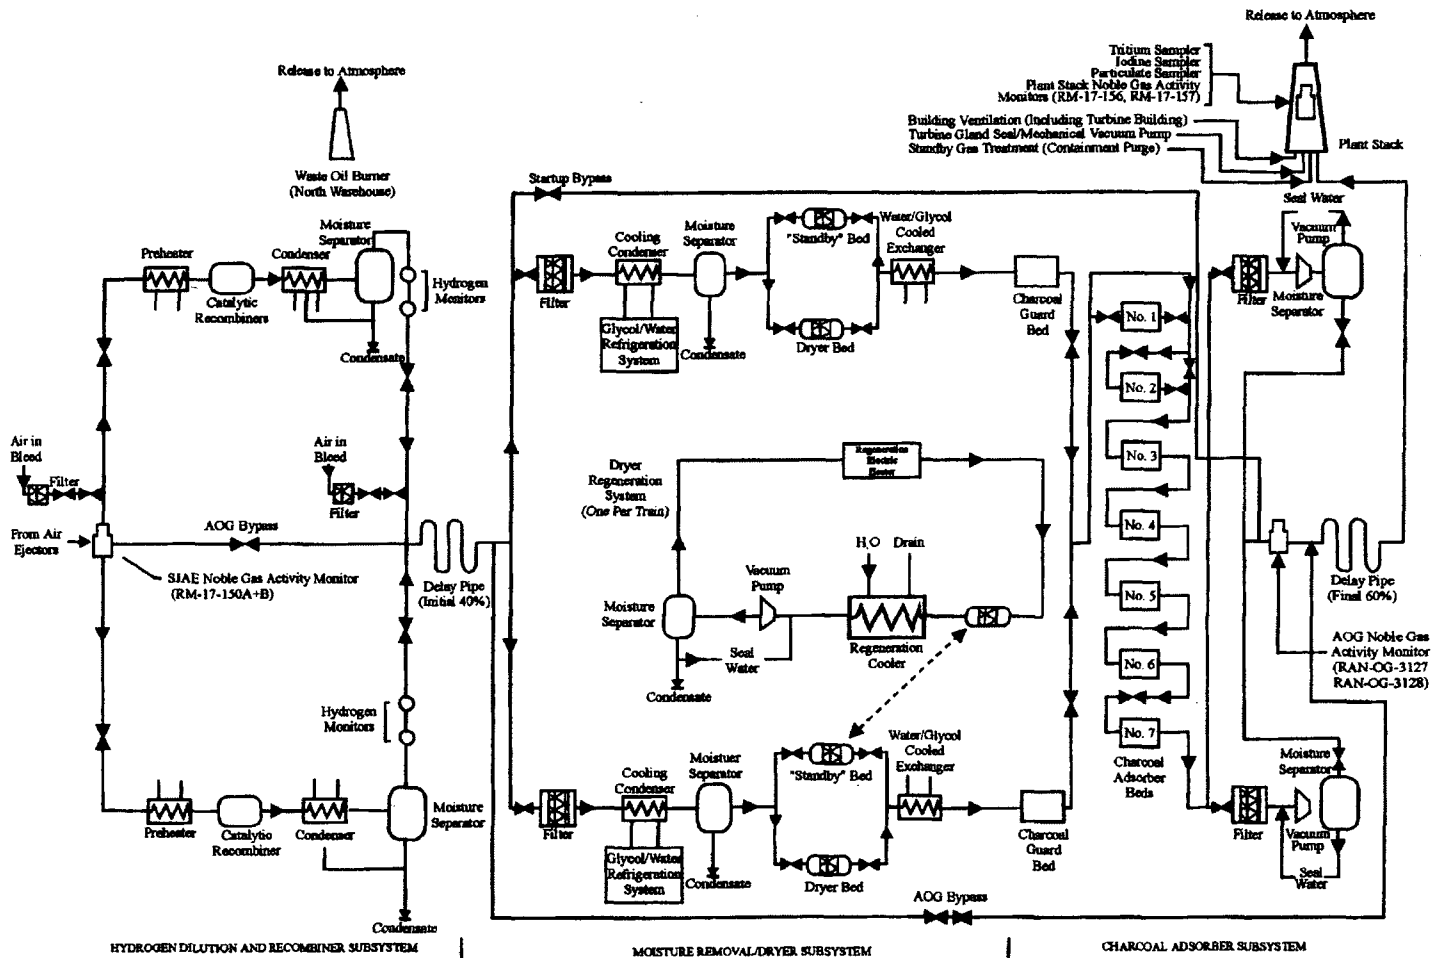 Release to Atmosphere
Tritium Sampler
Iodine Sampler
Particulate Sampler
Plant Stack Noble Gas Activity
Monitors (RM-17-156, RM-17-157)
Building Ventilation (Including Turbine Building)
Turbine Gland Seal/Mechanical Vacuum Pump
Standby Gas Treatment (Containment Purge)
Plant Stack
Release to Atmosphere
Waste Oil Burner
(North Warehouse)
Startup Bypass
Seal Water
Vacuum
Pump
Moisture
Separator
Filter
Preheater
Catalytic
Recombiners
Condenser
Moisture
Separator
Hydrogen
Monitors
Condensate
Filter
Cooling
Condenser
Glycol/Water
Refrigeration
System
Moisture
Separator
Condensate
"Standby" Bed
Dryer Bed
Water/Glycol
Cooled
Exchanger
Charcoal
Guard
Bed
No. 1
No. 2
No. 3
No. 4
No. 5
No. 6
No. 7
Charcoal
Adsorber
Beds
Air in
Bleed
Filter
Air in
Bleed
Filter
From Air
Ejectors
AOG Bypass
SJAE Noble Gas Activity Monitor
(RM-17-150A+B)
Delay Pipe
(Initial 40%)
Dryer
Regeneration
System
(One Per Train)
Regeneration
Electric
Heater
H2O
Drain
Vacuum
Pump
Moisture
Separator
Seal
Water
Regeneration
Cooler
Condensate
Delay Pipe
(Final 60%)
AOG Noble Gas
Activity Monitor
(RAN-OG-3127
RAN-OG-3128)
Hydrogen
Monitors
Preheater
Catalytic
Recombiner
Condenser
Moisture
Separator
Condensate
Filter
Cooling
Condenser
Glycol/Water
Refrigeration
System
Moistuer
Separator
Condensate
"Standby" Bed
Dryer Bed
Water/Glycol
Cooled
Exchanger
Charcoal
Guard
Bed
Moisture
Separator
Filter
Vacuum
Pump
Seal
Water
AOG Bypass
HYDROGEN DILUTION AND RECOMBINER SUBSYSTEM
MOISTURE REMOVAL/DRYER SUBSYSTEM
CHARCOAL ADSORBER SUBSYSTEM